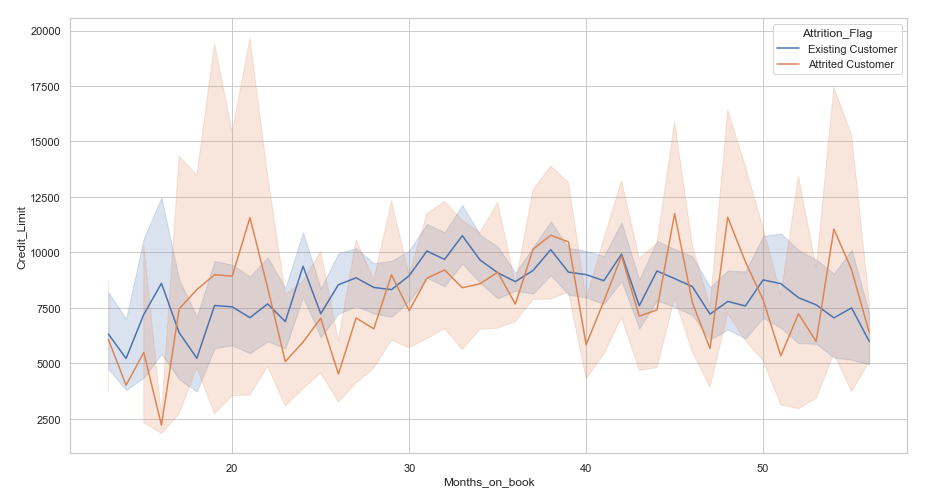 Attrition_Flag
Existing Customer
Attrited Customer
20000
17500
15000
12500
10000
7500
5000
2500
Credit_Limit
20
30
40
50
Months_on_book